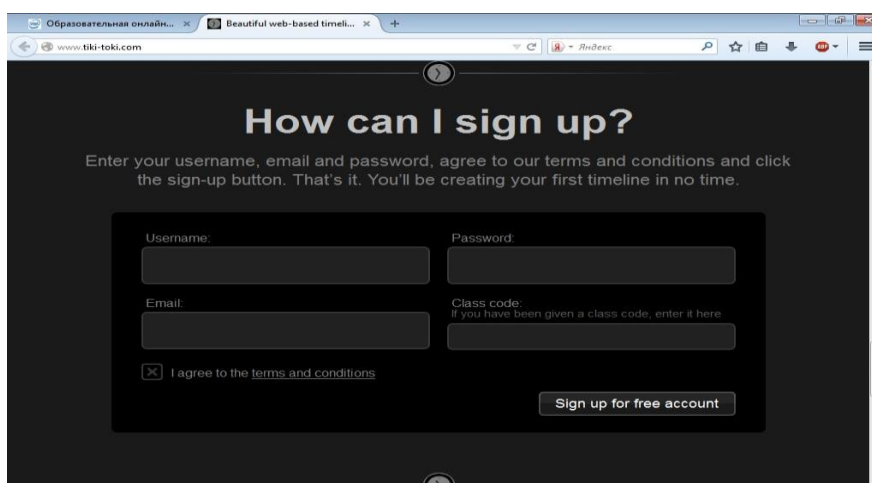 Образовательная онлайн...
Beautiful web-based timeli...
www.tiki-toki.com
Яндекс
How can I sign up?
Enter your username, email and password, agree to our terms and conditions and click
the sign-up button. That's it. You'll be creating your first timeline in no time.
Username:
Password:
Email:
Class code:
If you have been given a class code, enter it here
I agree to the terms and conditions
Sign up for free account